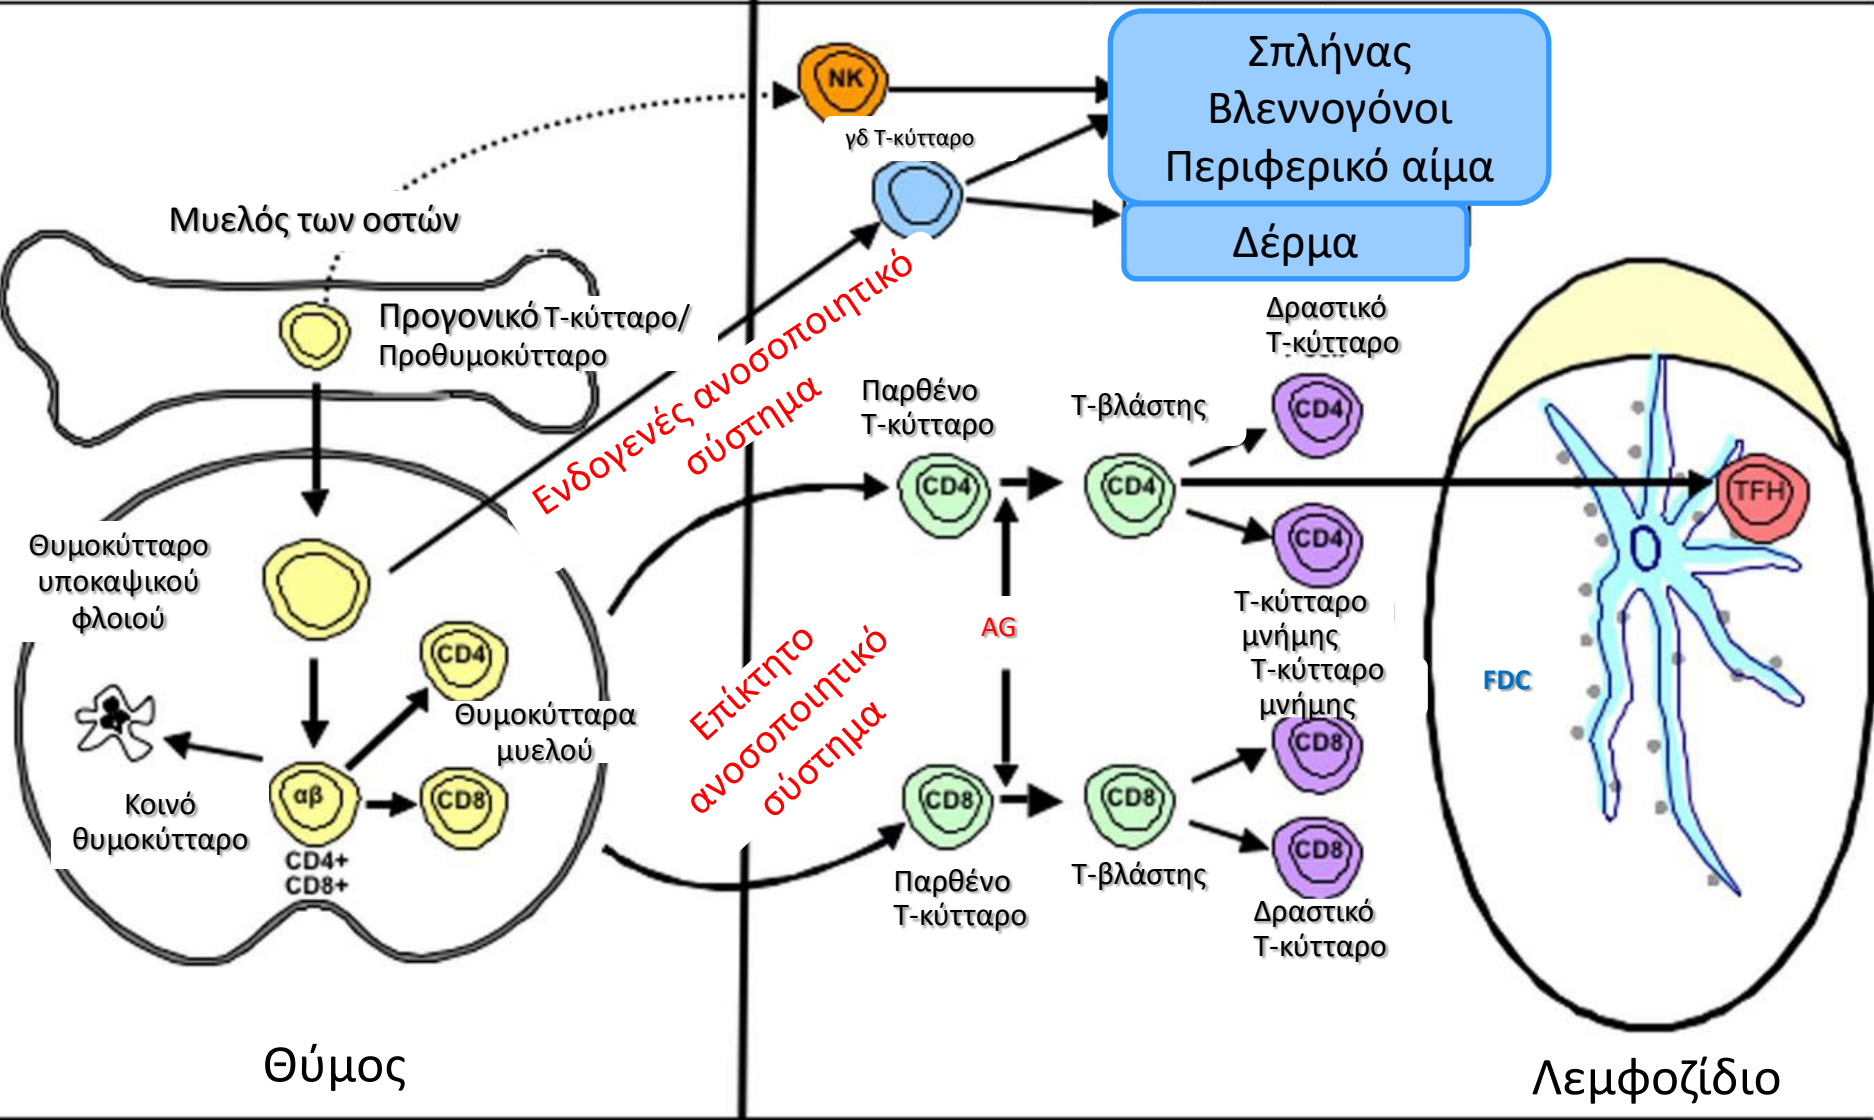 Σπλήνας
Βλεννογόνοι
Περιφερικό αίμα
Δέρμα
NK
γδ Τ-κύτταρο
Μυελός των οστών
Προγονικό Τ-κύτταρο/
Προθυμοκύτταρο
Ενδογενές ανοσοποιητικό
σύστημα
Δραστικό
Τ-κύτταρο
Παρθένο
Τ-κύτταρο
Τ-βλάστης
CD4
CD4
CD4
TFH
CD4
Θυμοκύτταρο
υποκαψικού
φλοιού
Τ-κύτταρο
μνήμης
AG
Τ-κύτταρο
μνήμης
FDC
CD4
Θυμοκύτταρα
μυελού
Επίκτητο
ανοσοποιητικό
σύστημα
CD8
αβ
CD8
CD8
CD8
CD4+
CD8+
Κοινό
θυμοκύτταρο
CD8
Παρθένο
Τ-κύτταρο
Τ-βλάστης
Δραστικό
Τ-κύτταρο
Θύμος
Λεμφοζίδιο